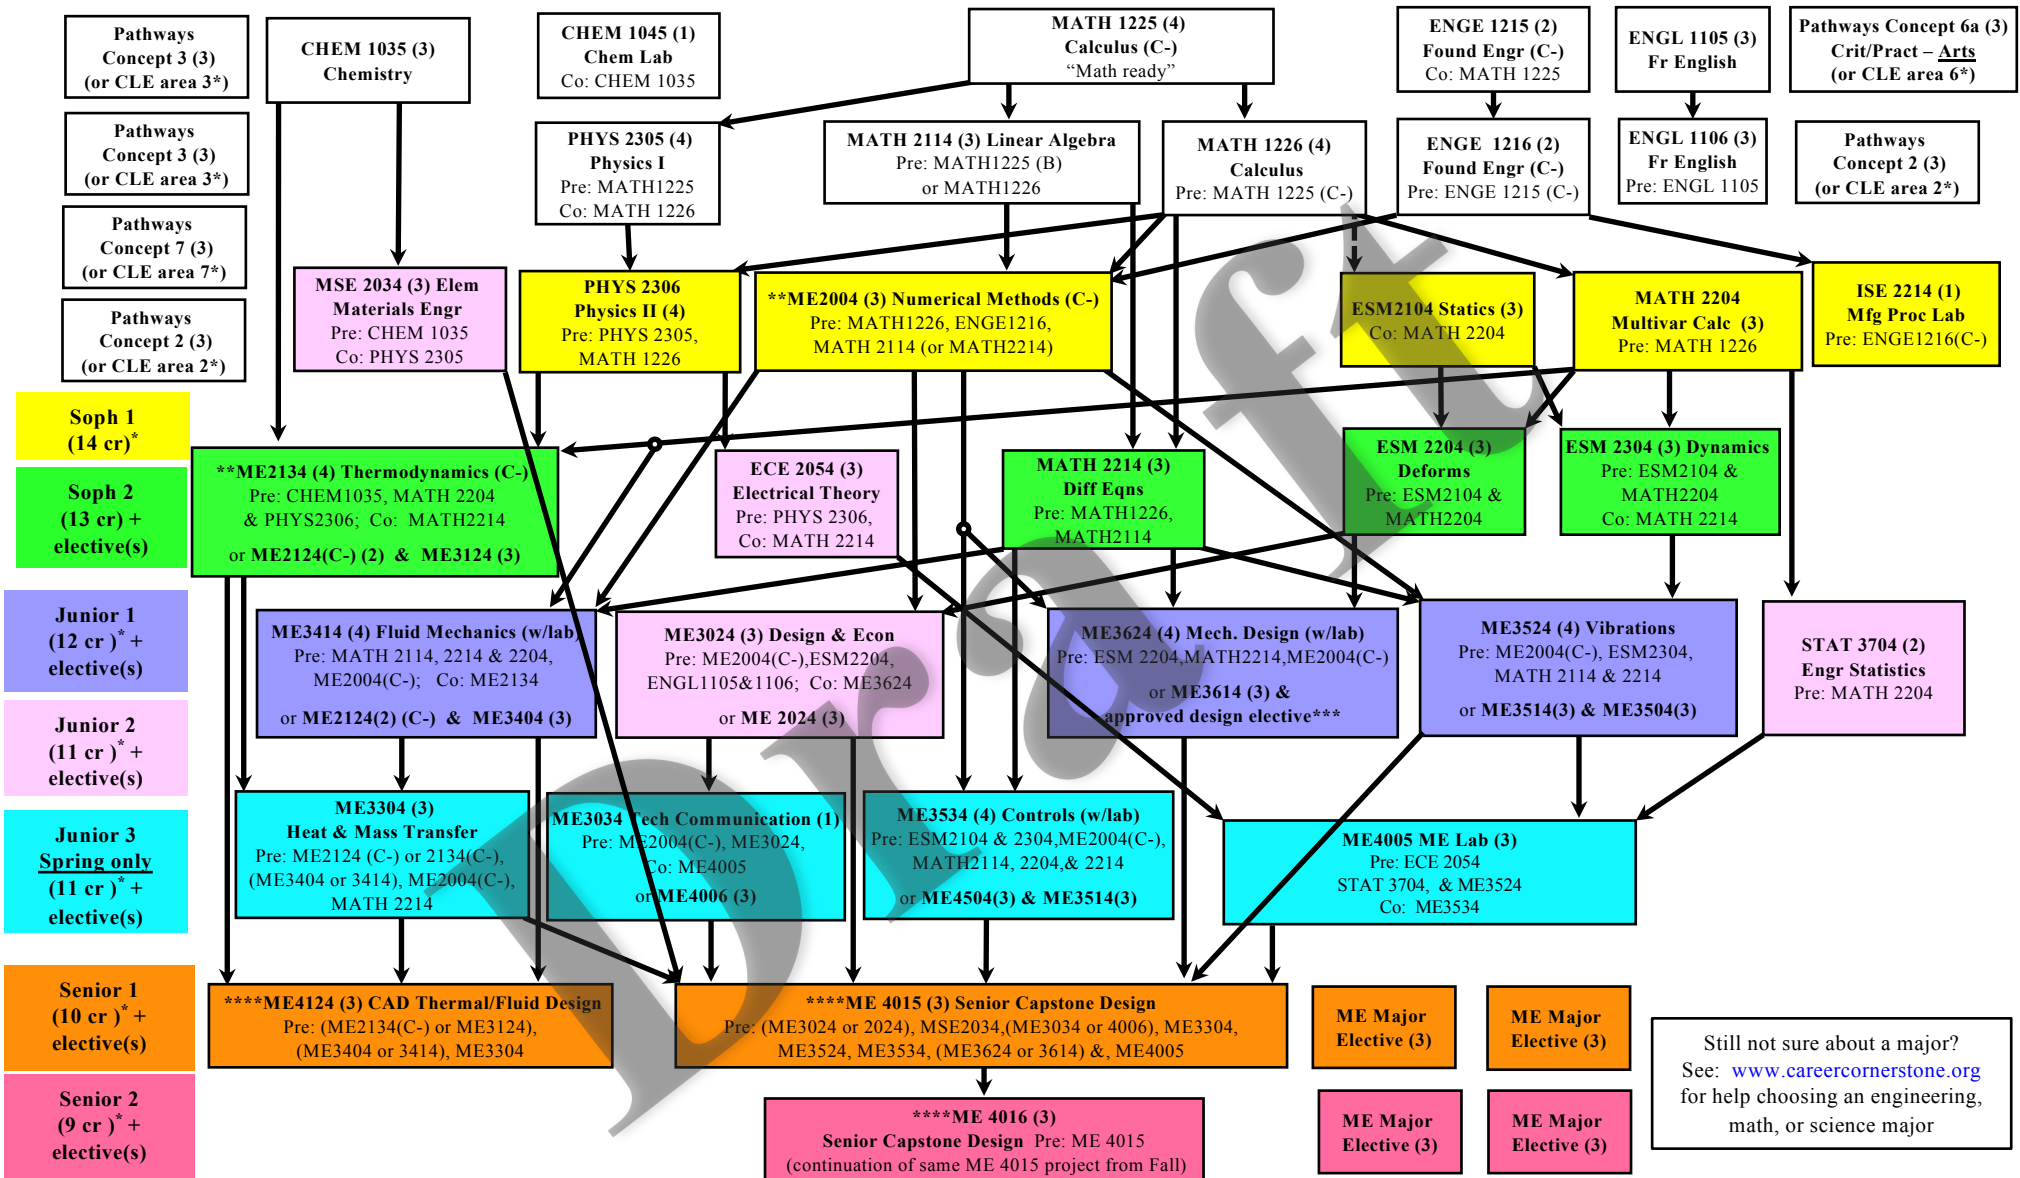 Pathways
Concept 3 (3)
(or CLE area 3*)
CHEM 1035 (3)
Chemistry
CHEM 1045 (1)
Chem Lab
Co: CHEM 1035
MATH 1225 (4)
Calculus (C-)
“Math ready”
ENGE 1215 (2)
Found Engr (C-)
Co: MATH 1225
ENGL 1105 (3)
Fr English
Pathways Concept 6a (3)
Crit/Pract – Arts
(or CLE area 6*)
Pathways
Concept 3 (3)
(or CLE area 3*)
PHYS 2305 (4)
Physics I
Pre: MATH1225
Co: MATH 1226
MATH 2114 (3) Linear Algebra
Pre: MATH1225 (B)
or MATH1226
MATH 1226 (4)
Calculus
Pre: MATH 1225 (C-)
ENGE 1216 (2)
Found Engr (C-)
Pre: ENGE 1215 (C-)
ENGL 1106 (3)
Fr English
Pre: ENGL 1105
Pathways
Concept 2 (3)
(or CLE area 2*)
Pathways
Concept 7 (3)
(or CLE area 7*)
Pathways
Concept 2 (3)
(or CLE area 2*)
MSE 2034 (3) Elem
Materials Engr
Pre: CHEM 1035
Co: PHYS 2305
PHYS 2306
Physics II (4)
Pre: PHYS 2305,
MATH 1226
**ME2004 (3) Numerical Methods (C-)
Pre: MATH1226, ENGE1216,
MATH 2114 (or MATH2214)
ESM2104 Statics (3)
Co: MATH 2204
MATH 2204
Multivar Calc (3)
Pre: MATH 1226
ISE 2214 (1)
Mfg Proc Lab
Pre: ENGE1216(C-)
Soph 1
(14 cr)*
Soph 2
(13 cr) +
elective(s)
**ME2134 (4) Thermodynamics (C-)
Pre: CHEM1035, MATH 2204
& PHYS2306; Co: MATH2214
or ME2124(C-) (2) & ME3124 (3)
ECE 2054 (3)
Electrical Theory
Pre: PHYS 2306,
Co: MATH 2214
MATH 2214 (3)
Diff Eqns
Pre: MATH1226,
MATH2114
ESM 2204 (3)
Deforms
Pre: ESM2104 &
MATH2204
ESM 2304 (3) Dynamics
Pre: ESM2104 &
MATH2204
Co: MATH 2214
Junior 1
(12 cr )* +
elective(s)
Junior 2
(11 cr )* +
elective(s)
ME3414 (4) Fluid Mechanics (w/lab)
Pre: MATH 2114, 2214 & 2204,
ME2004(C-); Co: ME2134
or ME2124(2) (C-) & ME3404 (3)
ME3024 (3) Design & Econ
Pre: ME2004(C-),ESM2204,
ENGL1105&1106; Co: ME3624
or ME 2024 (3)
ME3624 (4) Mech. Design (w/lab)
Pre: ESM 2204,MATH2214,ME2004(C-)
or ME3614 (3) &
approved design elective***
ME3524 (4) Vibrations
Pre: ME2004(C-), ESM2304,
MATH 2114 & 2214
or ME3514(3) & ME3504(3)
STAT 3704 (2)
Engr Statistics
Pre: MATH 2204
Junior 3
Spring only
(11 cr )* +
elective(s)
ME3304 (3)
Heat & Mass Transfer
Pre: ME2124 (C-) or 2134(C-),
(ME3404 or 3414), ME2004(C-),
MATH 2214
ME3034 Tech Communication (1)
Pre: ME2004(C-), ME3024,
Co: ME4005
or ME4006 (3)
ME3534 (4) Controls (w/lab)
Pre: ESM2104 & 2304,ME2004(C-),
MATH2114, 2204,& 2214
or ME4504(3) & ME3514(3)
ME4005 ME Lab (3)
Pre: ECE 2054
STAT 3704, & ME3524
Co: ME3534
Senior 1
(10 cr )* +
elective(s)
Senior 2
(9 cr )* +
elective(s)
****ME4124 (3) CAD Thermal/Fluid Design
Pre: (ME2134(C-) or ME3124),
(ME3404 or 3414), ME3304
****ME 4015 (3) Senior Capstone Design
Pre: (ME3024 or 2024), MSE2034,(ME3034 or 4006), ME3304,
ME3524, ME3534, (ME3624 or 3614) &, ME4005
ME Major
Elective (3)
ME Major
Elective (3)
****ME 4016 (3)
Senior Capstone Design Pre: ME 4015
(continuation of same ME 4015 project from Fall)
ME Major
Elective (3)
ME Major
Elective (3)
Still not sure about a major?
See: www.careercornerstone.org
for help choosing an engineering,
math, or science major
Draft